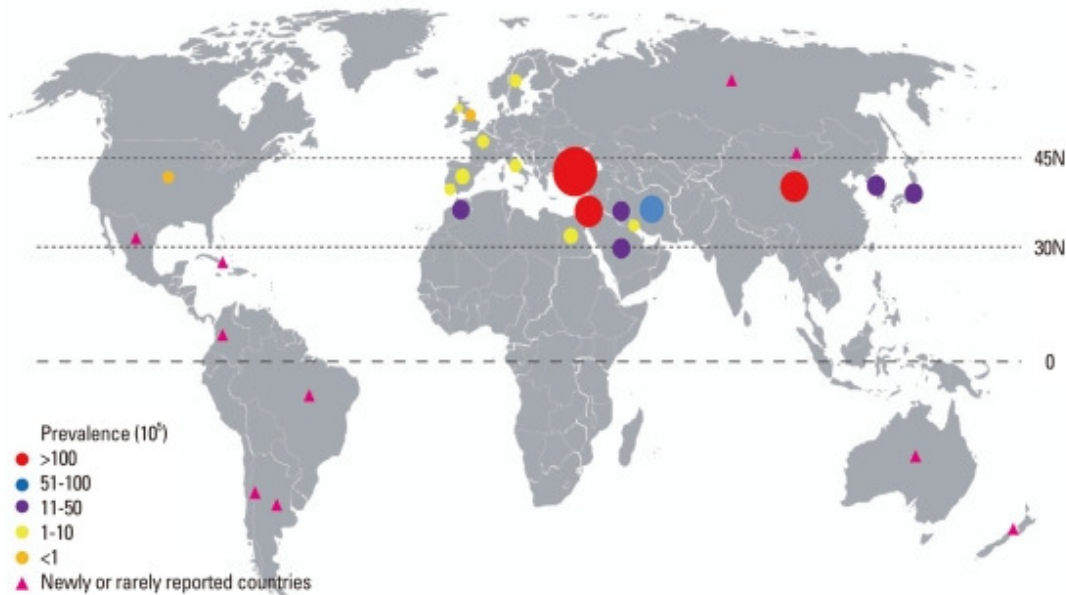 45N
30N
0
Prevalence (10⁵)
>100
51-100
11-50
1-10
<1
Newly or rarely reported countries